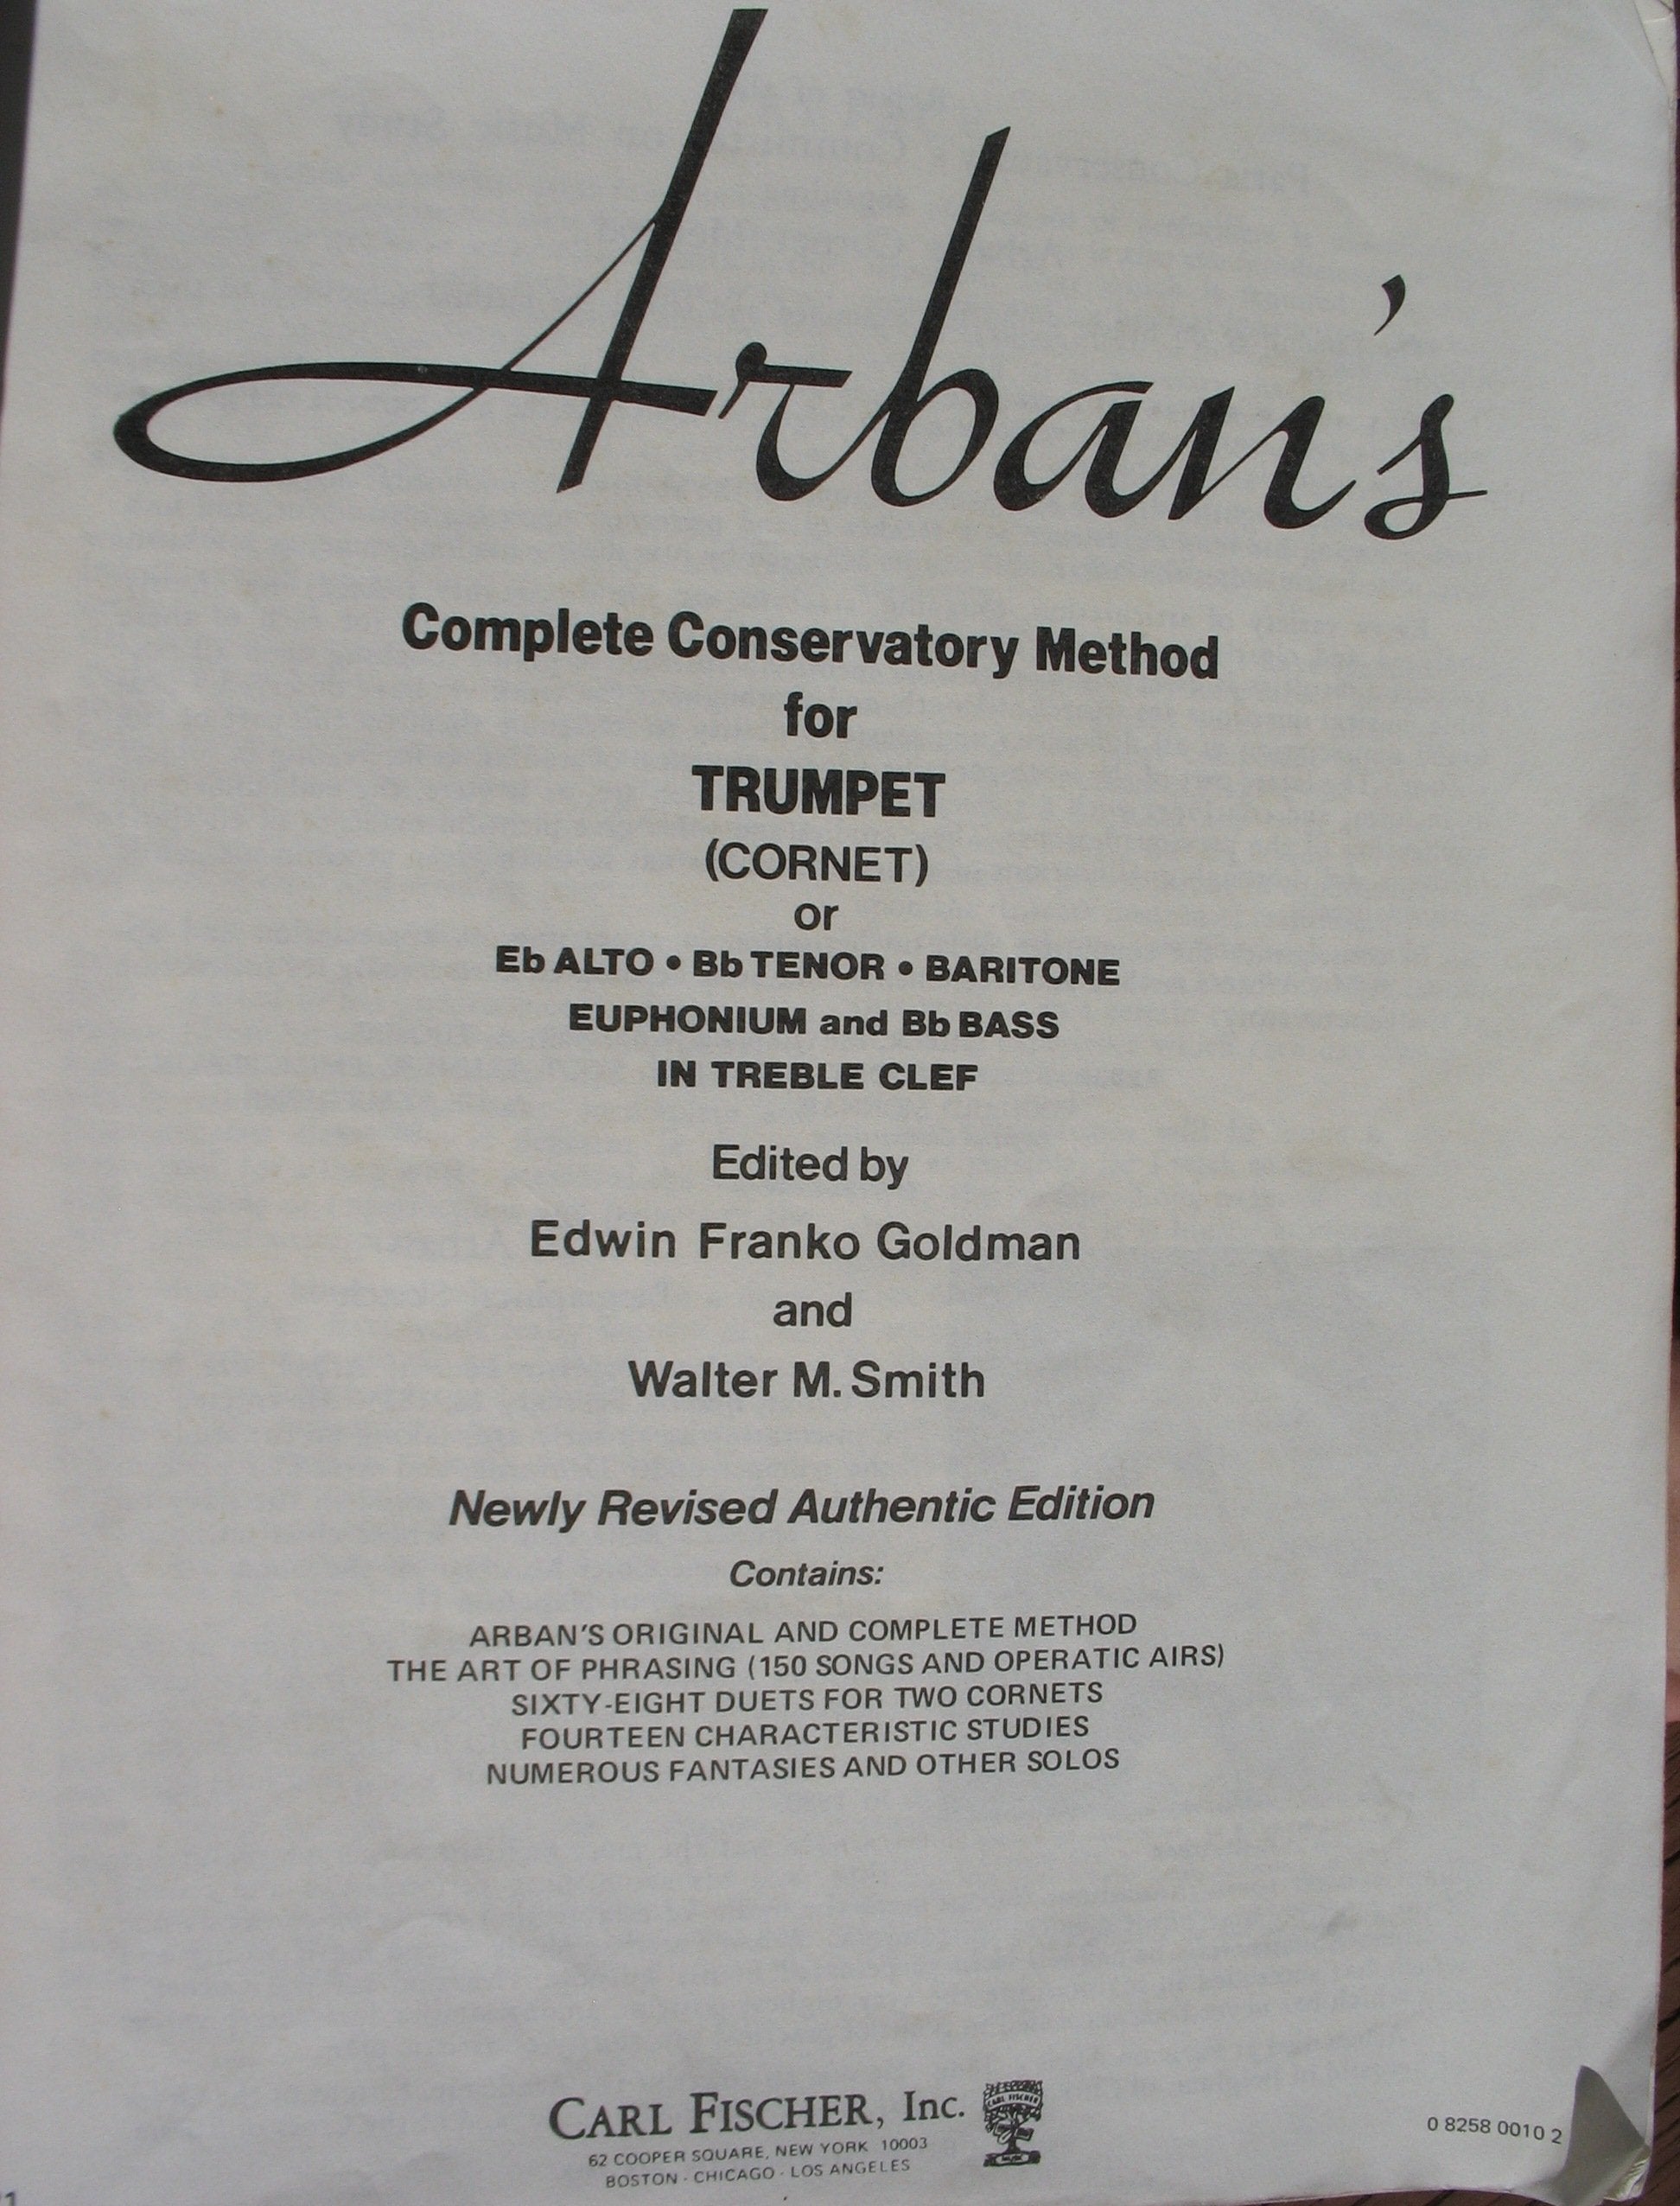 Arban's
Complete Conservatory Method
for
TRUMPET
(CORNET)
or
Eb ALTO • Bb TENOR • BARITONE
EUPHONIUM and Bb BASS
IN TREBLE CLEF
Edited by
Edwin Franko Goldman
and
Walter M. Smith
Newly Revised Authentic Edition
Contains:
ARBAN'S ORIGINAL AND COMPLETE METHOD
THE ART OF PHRASING (150 SONGS AND OPERATIC AIRS)
SIXTY-EIGHT DUETS FOR TWO CORNETS
FOURTEEN CHARACTERISTIC STUDIES
NUMEROUS FANTASIES AND OTHER SOLOS
CARL FISCHER, Inc.
CARL FISCHER
MUSIC
62 COOPER SQUARE, NEW YORK 10003
BOSTON · CHICAGO · LOS ANGELES
0 8258 0010 2